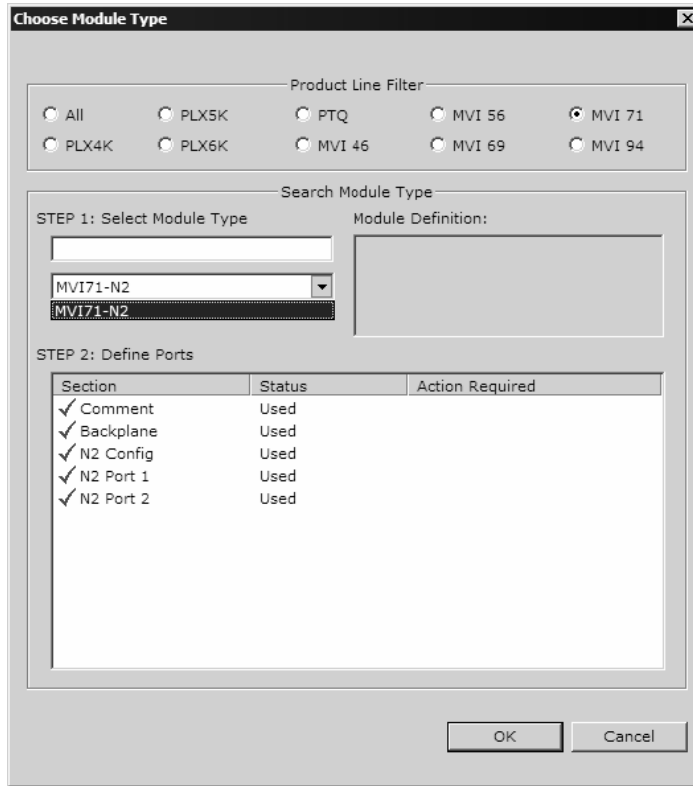 Choose Module Type
Product Line Filter
All PLX5K PTQ MVI 56 MVI 71
PLX4K PLX6K MVI 46 MVI 69 MVI 94
Search Module Type
STEP 1: Select Module Type Module Definition:
MVI71-N2
MVI71-N2
STEP 2: Define Ports
Section Status Action Required
Comment Used
Backplane Used
N2 Config Used
N2 Port 1 Used
N2 Port 2 Used
OK Cancel